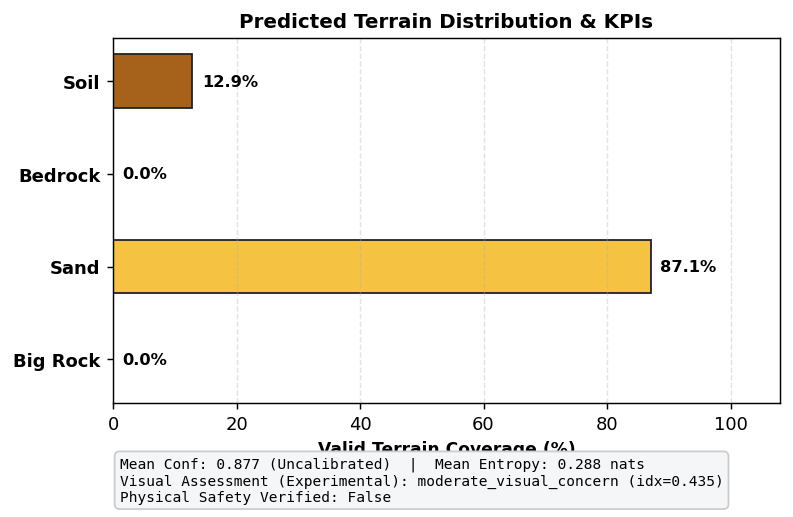 Predicted Terrain Distribution & KPIs
Soil
12.9%
Bedrock
0.0%
Sand
87.1%
Big Rock
0.0%
0 20 40 60 80 100
Valid Terrain Coverage (%)
Mean Conf: 0.877 (Uncalibrated) | Mean Entropy: 0.288 nats
Visual Assessment (Experimental): moderate_visual_concern (idx=0.435)
Physical Safety Verified: False